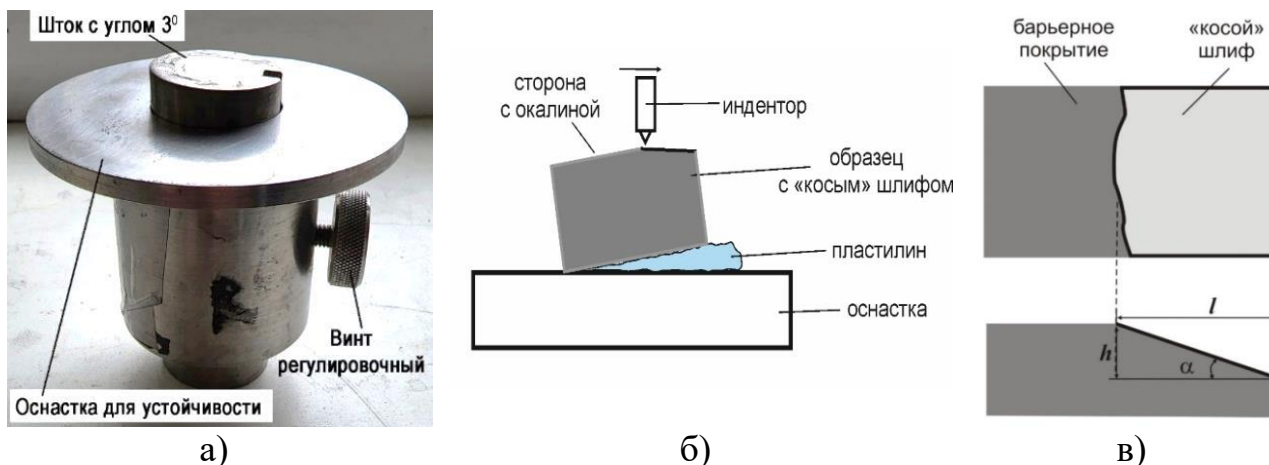 Шток с углом 3⁰
Оснастка для устойчивости
Винт
регулировочный
а)
сторона
с окалиной
индентор
образец
с «косым» шлифом
пластилин
оснастка
б)
барьерное
покрытие
«косой»
шлиф
l
h
α
в)